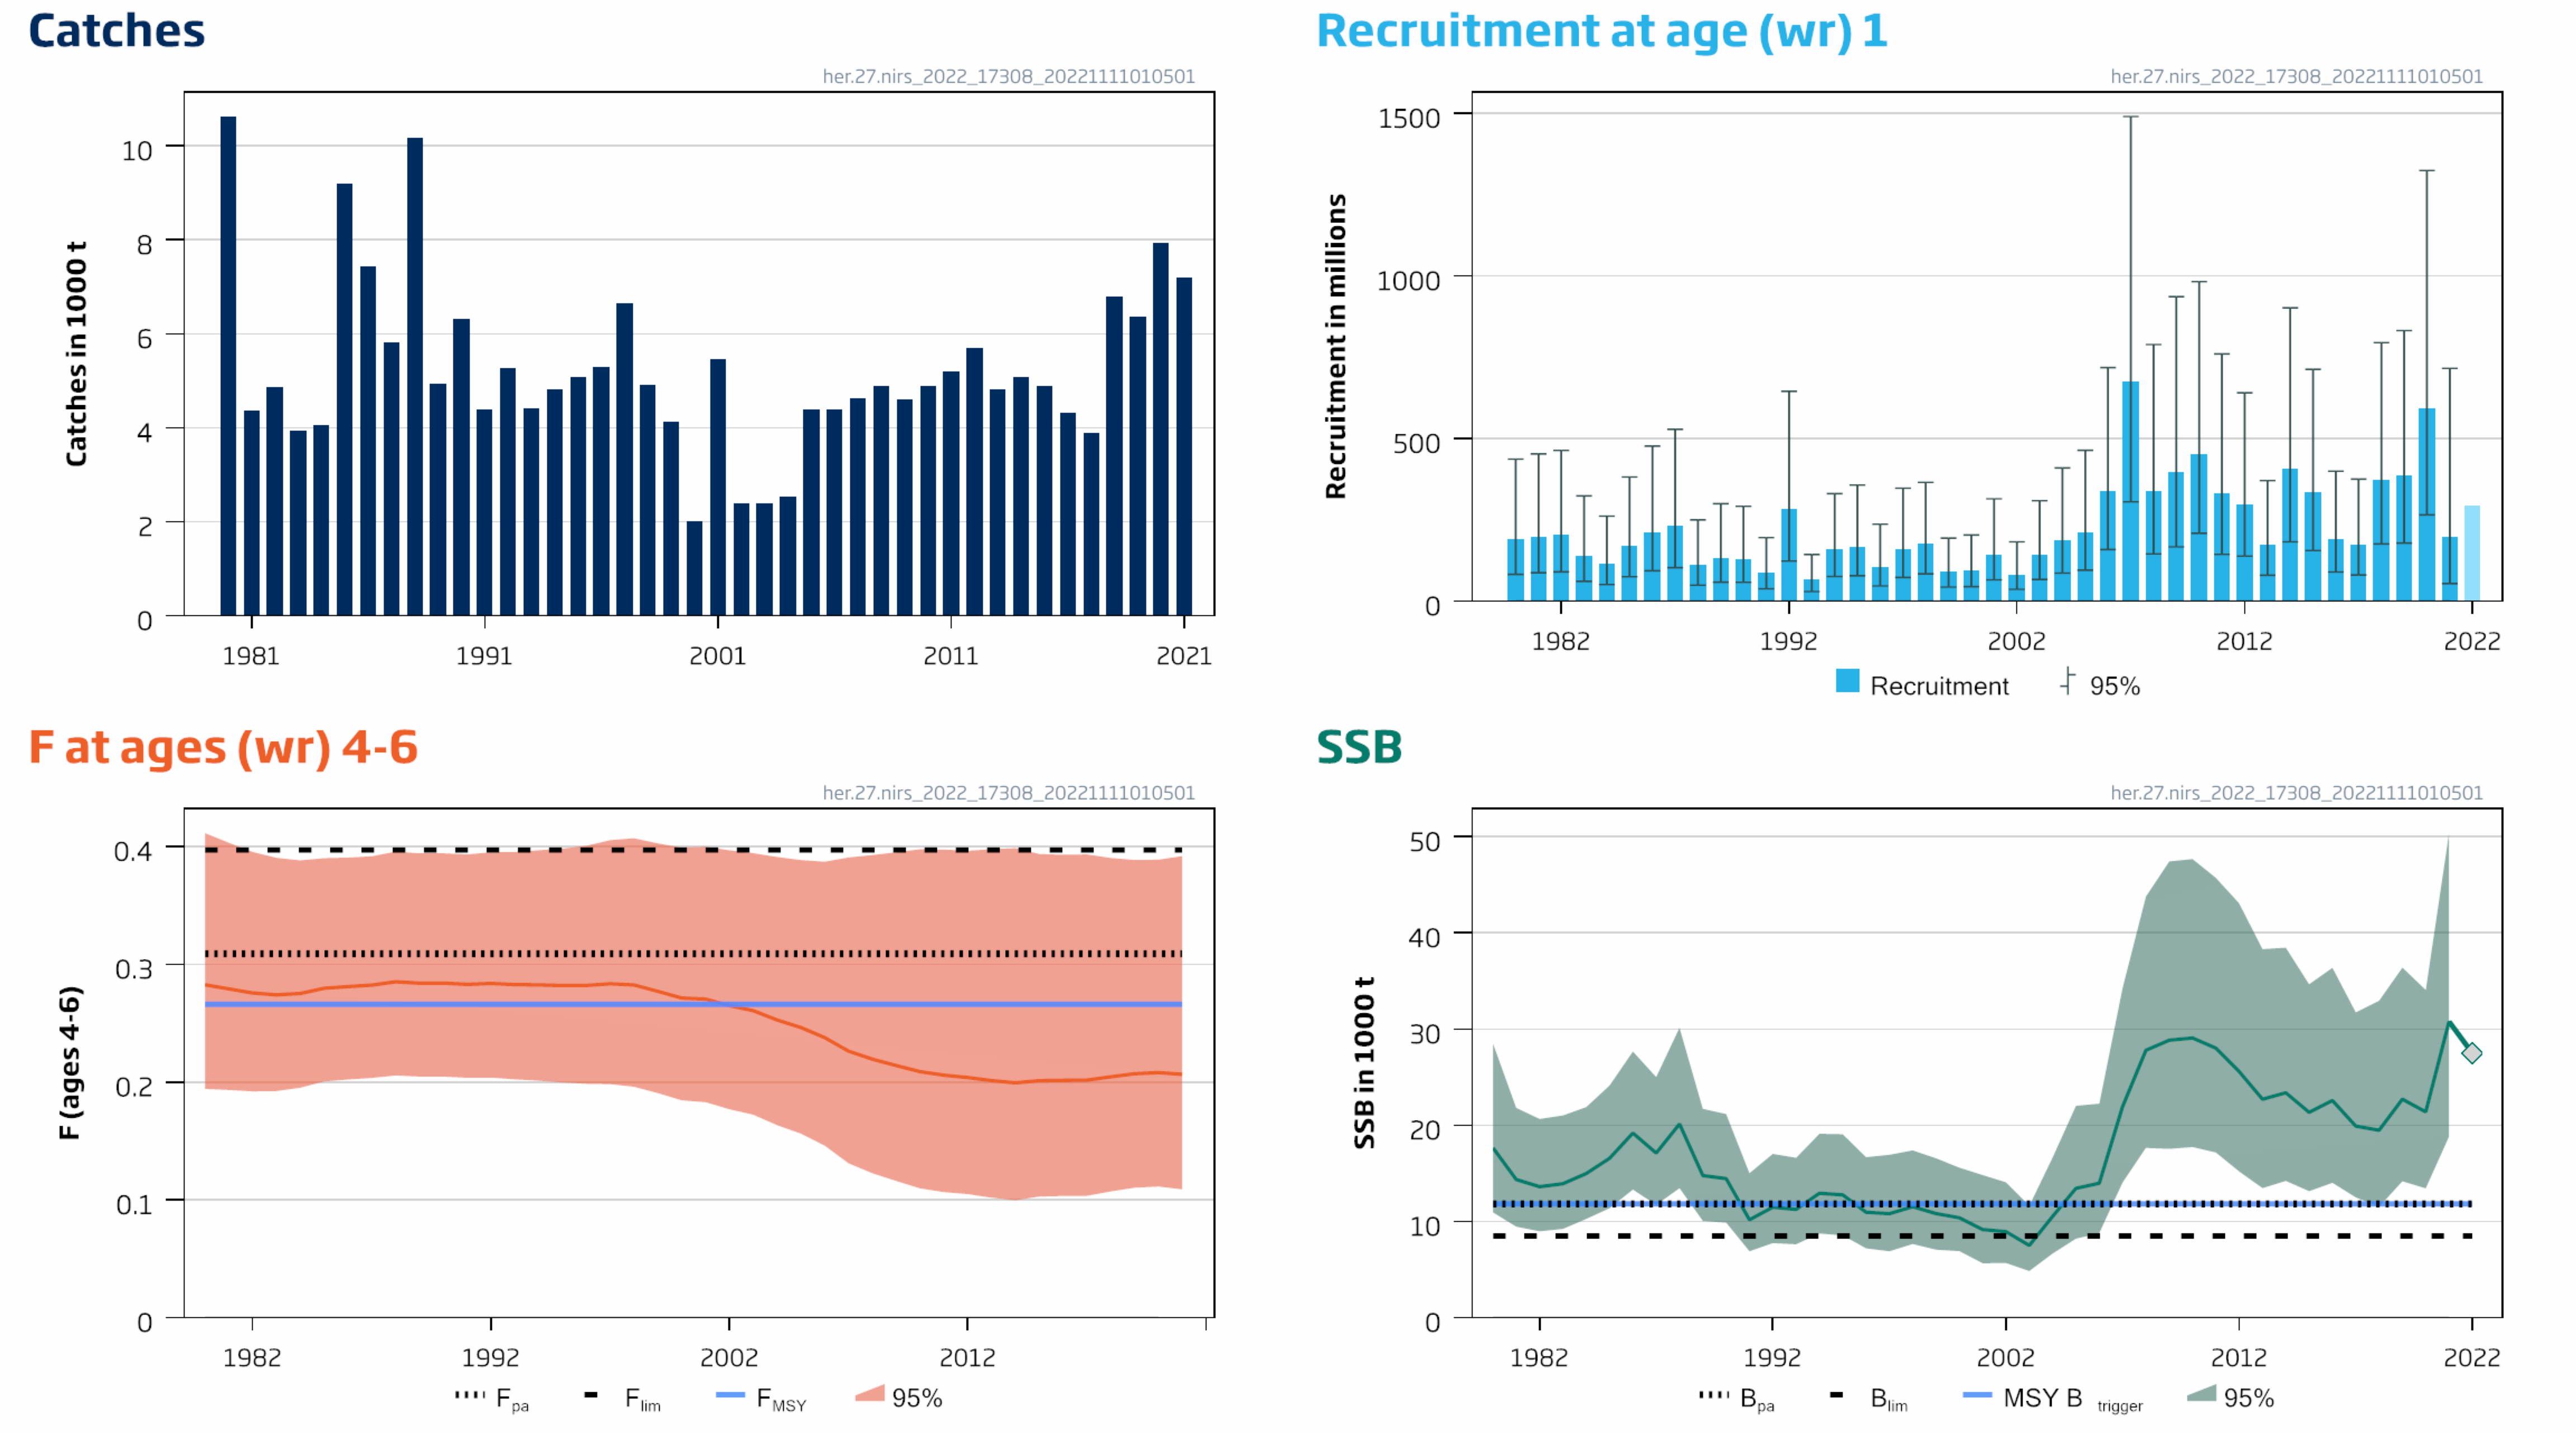 Catches
her.27.nirs_2022_17308_20221111010501
Catches in 1000 t
10
8
6
4
2
0
1981 1991 2001 2011 2021
Recruitment at age (wr) 1
her.27.nirs_2022_17308_20221111010501
Recruitment in millions
1500
1000
500
0
1982 1992 2002 2012 2022
Recruitment 95%
F at ages (wr) 4-6
her.27.nirs_2022_17308_20221111010501
F (ages 4-6)
0.4
0.3
0.2
0.1
0
1982 1992 2002 2012
Fpa Flim FMSY 95%
SSB
her.27.nirs_2022_17308_20221111010501
SSB in 1000 t
50
40
30
20
10
0
1982 1992 2002 2012 2022
Bpa Blim MSY B trigger 95%